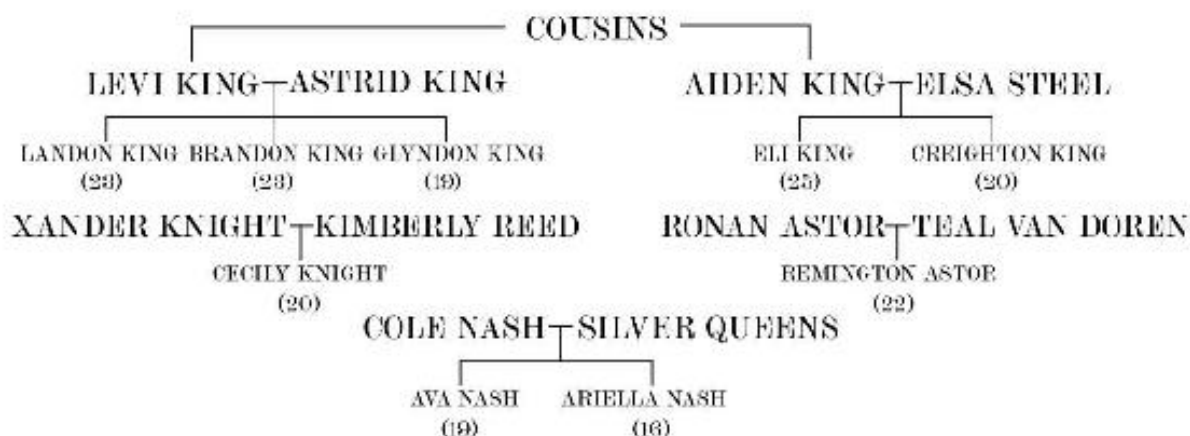 COUSINS
LEVI KING ASTRID KING AIDEN KING ELSA STEEL
LANDON KING BRANDON KING GLYNDON KING ELI KING CREIGHTON KING
(23) (23) (19) (25) (20)
XANDER KNIGHT KIMBERLY REED RONAN ASTOR TEAL VAN DOREN
CECILY KNIGHT REMINGTON ASTOR
(20) (22)
COLE NASH SILVER QUEENS
AVA NASH ARIELLA NASH
(19) (16)